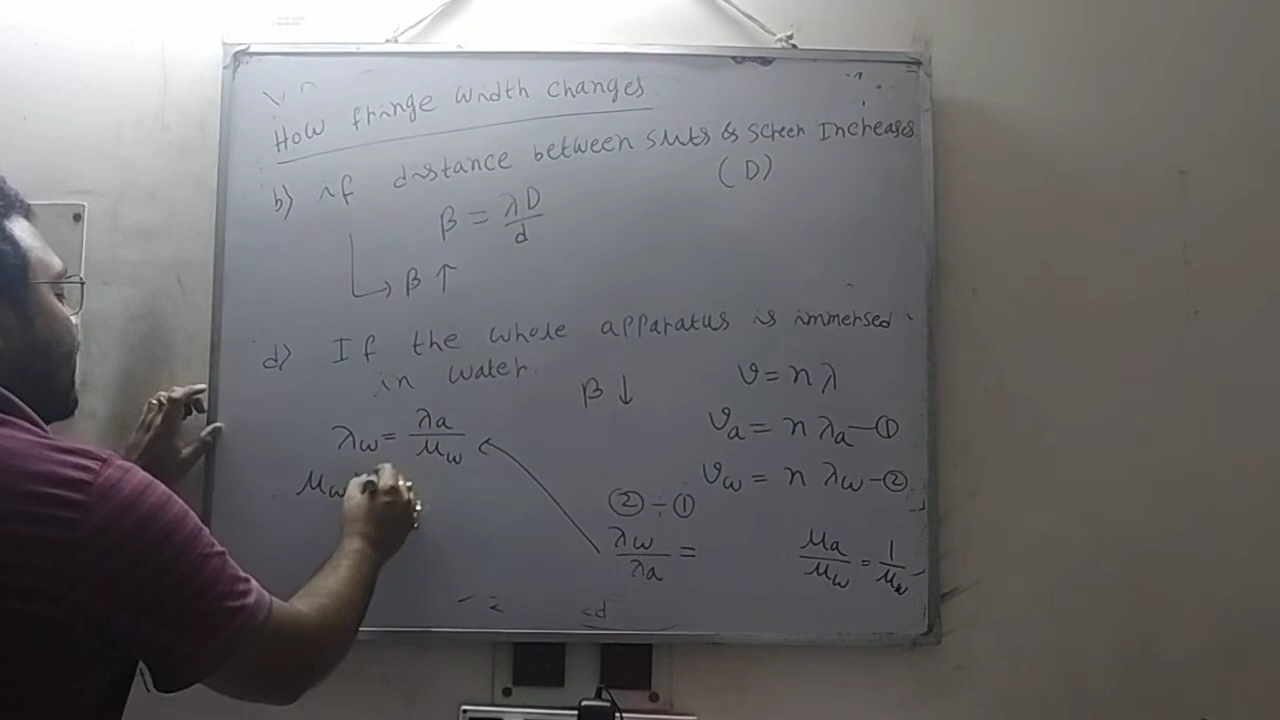 How fringe width changes
b) if distance between slits & screen Increases
(D)
β = λD/d
↳ β ↑
d) If the whole apparatus is immersed
in water.
β ↓
v = nλ
λw = λa/μw
va = nλa — ①
μw
vw = nλw — ②
② ÷ ①
λw/λa =
μa/μw = 1/μw